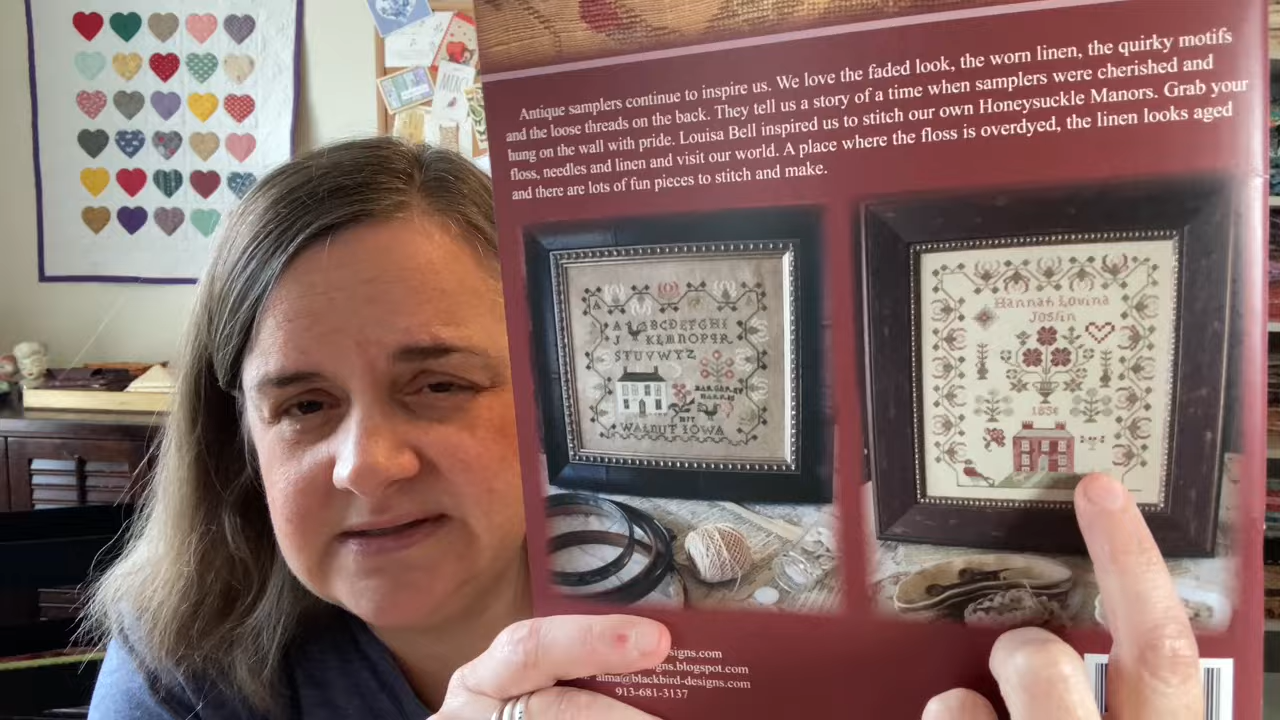 MERCI
Antique samplers continue to inspire us. We love the faded look, the worn linen, the quirky motifs
and the loose threads on the back. They tell us a story of a time when samplers were cherished and
hung on the wall with pride. Louisa Bell inspired us to stitch our own Honeysuckle Manors. Grab your
floss, needles and linen and visit our world. A place where the floss is overdyed, the linen looks aged
and there are lots of fun pieces to stitch and make.
A ABCDEFGHI
J KLMNOPQR
STUVWXYZ
WALNUT IOWA
Hannah Lovina
Joslin
185
signs.com
igns.blogspot.com
alma@blackbird-designs.com
913-681-3137